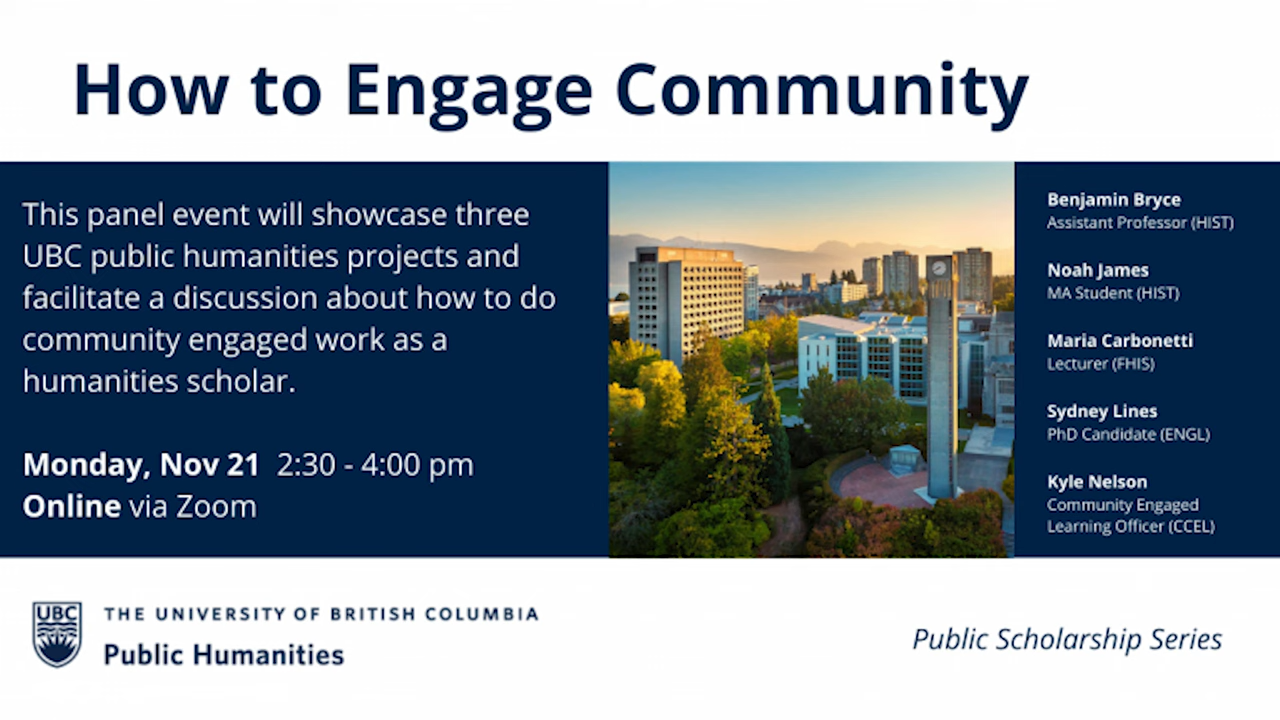 How to Engage Community
This panel event will showcase three
UBC public humanities projects and
facilitate a discussion about how to do
community engaged work as a
humanities scholar.
Monday, Nov 21 2:30 - 4:00 pm
Online via Zoom
Benjamin Bryce
Assistant Professor (HIST)
Noah James
MA Student (HIST)
Maria Carbonetti
Lecturer (FHIS)
Sydney Lines
PhD Candidate (ENGL)
Kyle Nelson
Community Engaged
Learning Officer (CCEL)
UBC
THE UNIVERSITY OF BRITISH COLUMBIA
Public Humanities
Public Scholarship Series